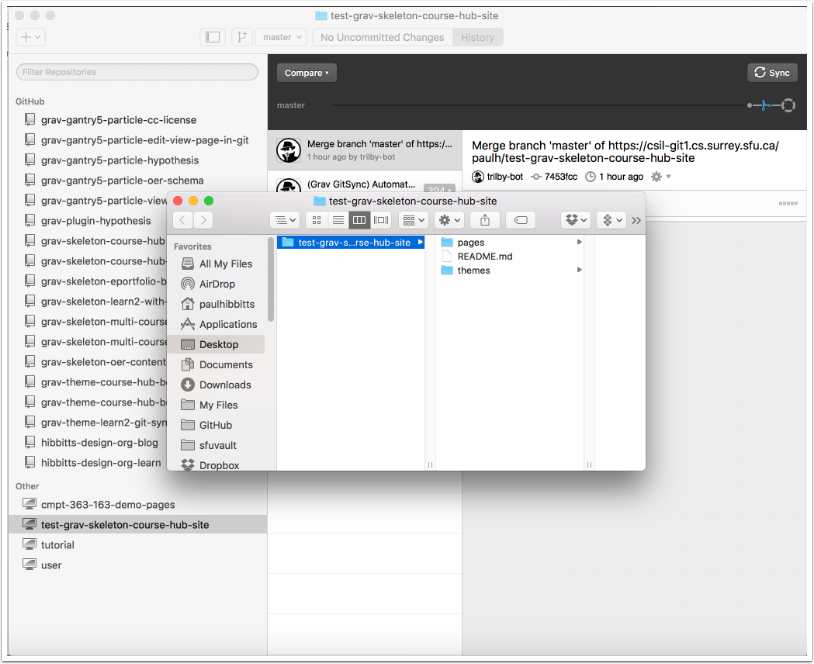 test-grav-skeleton-course-hub-site
master
No Uncommitted Changes
History
Filter Repositories
GitHub
grav-gantry5-particle-cc-license
grav-gantry5-particle-edit-view-page-in-git
grav-gantry5-particle-hypothesis
grav-gantry5-particle-oer-schema
grav-gantry5-particle-view
grav-plugin-hypothesis
grav-skeleton-course-hub
grav-skeleton-course-hub-
grav-skeleton-eportfolio-b
grav-skeleton-learn2-with-
grav-skeleton-multi-course
grav-skeleton-multi-course
grav-skeleton-oer-content
grav-theme-course-hub-b
grav-theme-course-hub-b
grav-theme-learn2-git-syn
hibbitts-design-org-blog
hibbitts-design-org-learn
Other
cmpt-363-163-demo-pages
test-grav-skeleton-course-hub-site
tutorial
user
Compare
Sync
master
Merge branch 'master' of https:/...
1 hour ago by trilby-bot
(Grav GitSync) Automat...
394
Merge branch 'master' of https://csil-git1.cs.surrey.sfu.ca/
paulh/test-grav-skeleton-course-hub-site
trilby-bot
7453fcc
1 hour ago
test-grav-skeleton-course-hub-site
Favorites
All My Files
AirDrop
paulhibbitts
Applications
Desktop
Documents
Downloads
My Files
GitHub
sfuvault
Dropbox
test-grav-s...rse-hub-site
pages
README.md
themes